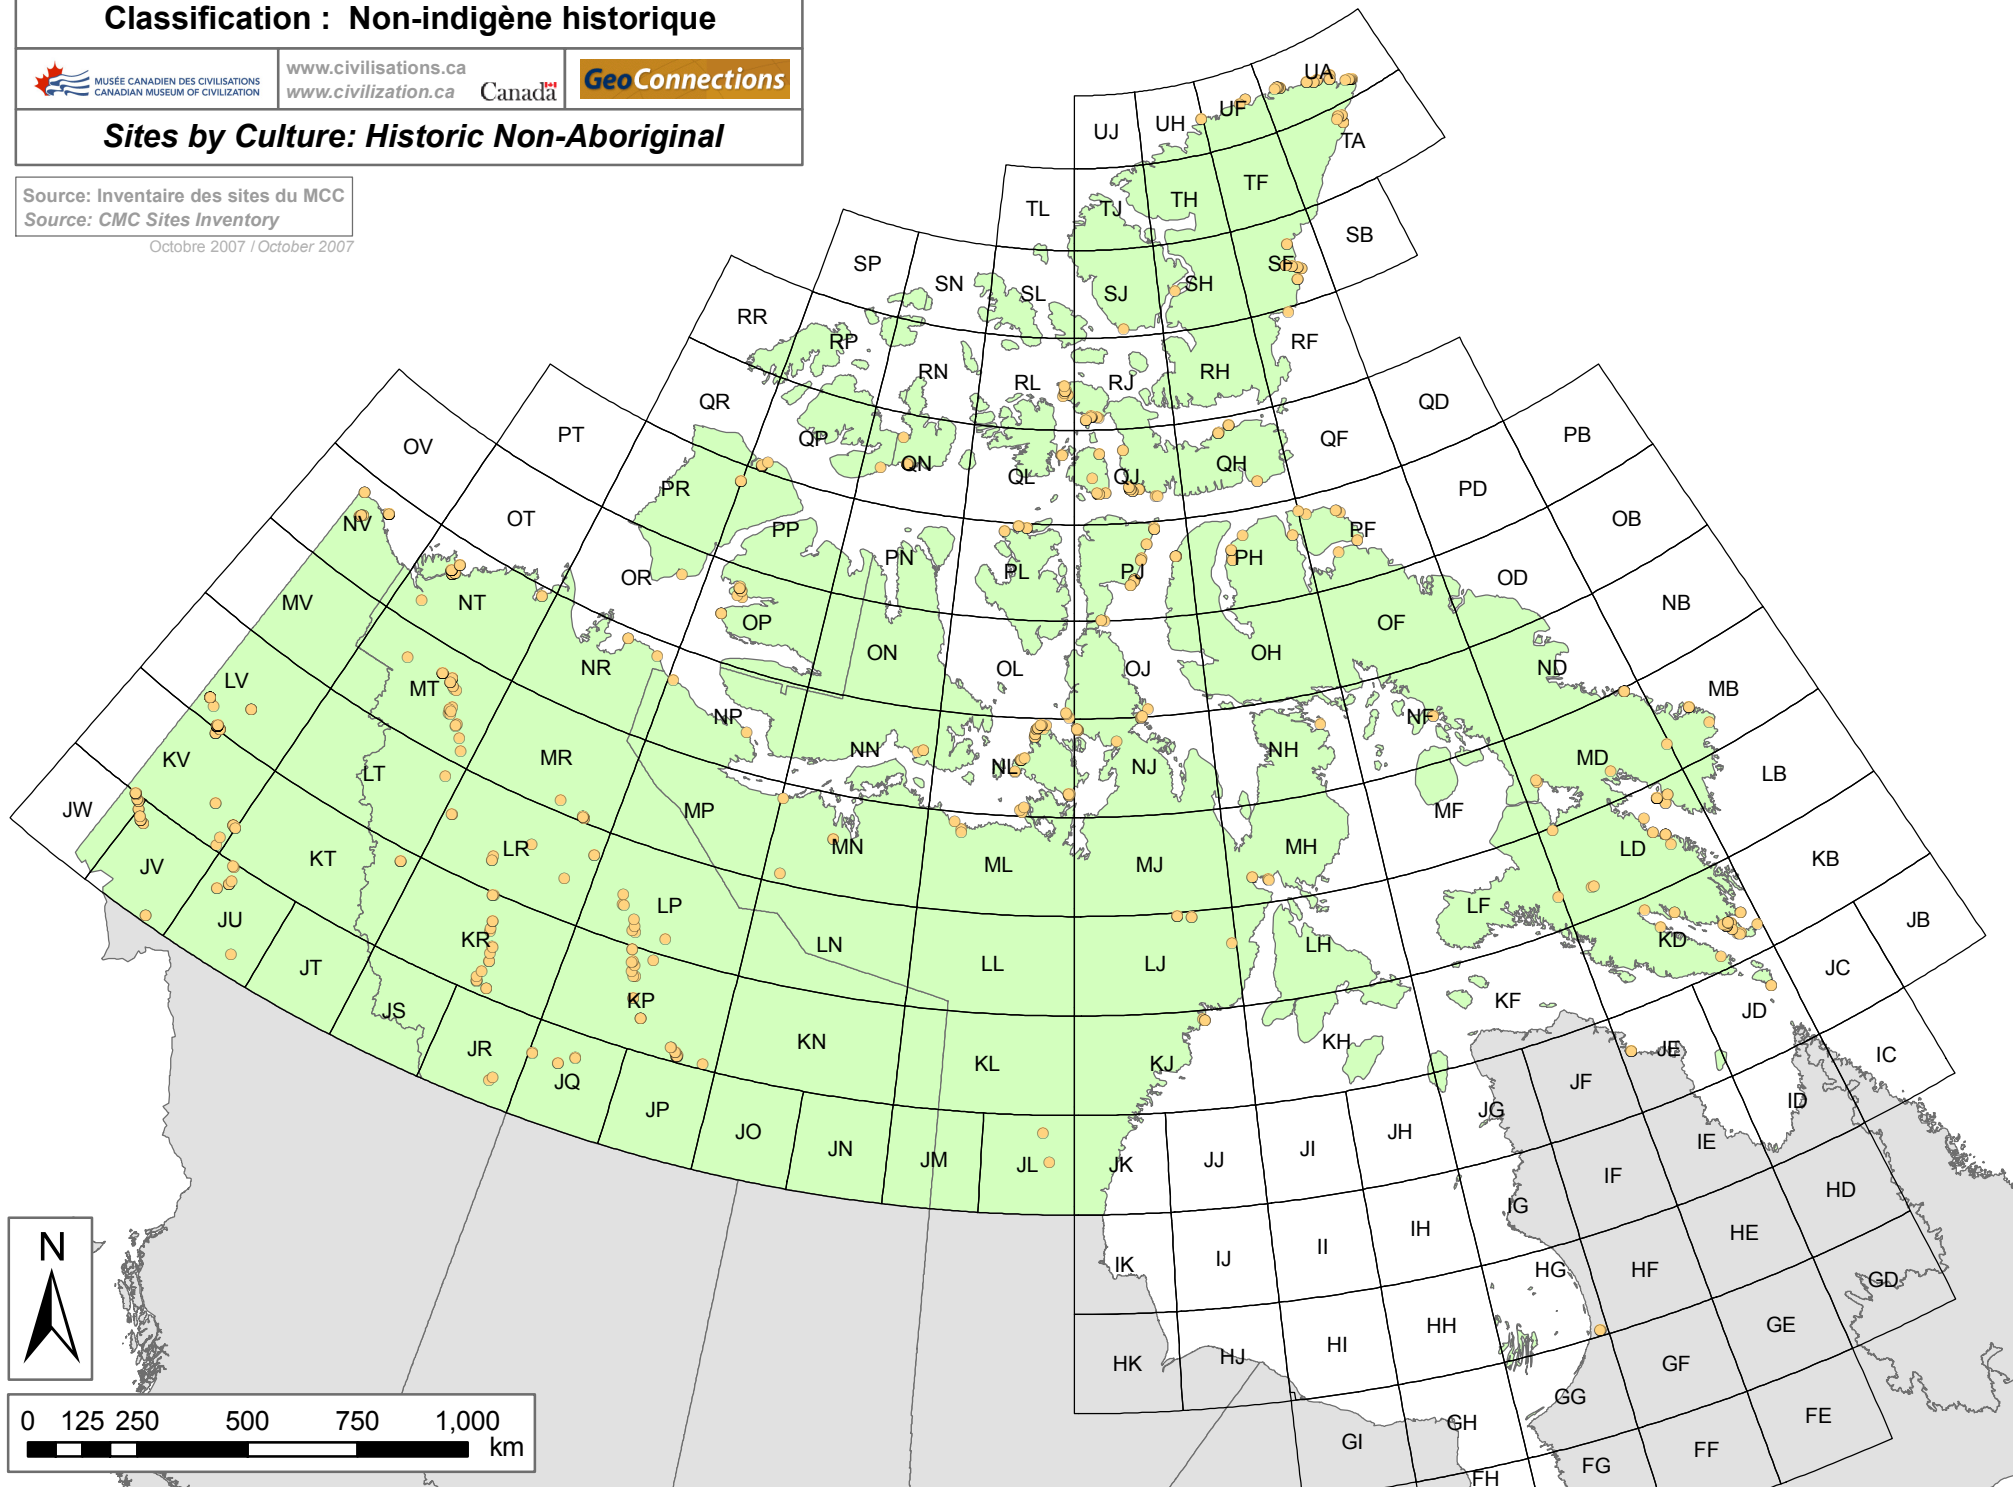 Classification : Non-indigène historique
MUSÉE CANADIEN DES CIVILISATIONS
CANADIAN MUSEUM OF CIVILIZATION
www.civilisations.ca
www.civilization.ca
Canada
GeoConnections
Sites by Culture: Historic Non-Aboriginal
Source: Inventaire des sites du MCC
Source: CMC Sites Inventory
Octobre 2007 / October 2007
UA
UF
UH
UJ
TA
TF
TH
TJ
TL
SB
SF
SH
SJ
SL
SN
SP
RF
RH
RJ
RL
RN
RP
RR
QD
QF
QH
QJ
QL
QN
QP
QR
PB
PD
PF
PH
PJ
PL
PN
PP
PR
PT
OB
OD
OF
OH
OJ
OL
ON
OP
OR
OT
OV
NB
ND
NF
NH
NJ
NL
NN
NP
NR
NT
NV
MB
MD
MF
MH
MJ
ML
MN
MP
MR
MT
MV
LB
LD
LF
LH
LJ
LL
LN
LP
LR
LT
LV
KB
KD
KF
KH
KJ
KL
KN
KP
KR
KT
KV
JB
JC
JD
JE
JF
JG
JH
JI
JJ
JK
JL
JM
JN
JO
JP
JQ
JR
JS
JT
JU
JV
JW
IC
ID
IE
IF
IG
IH
II
IJ
IK
HD
HE
HF
HG
HH
HI
HJ
HK
GD
GE
GF
GG
GH
GI
FE
FF
FG
FH
N
0 125 250 500 750 1,000
km